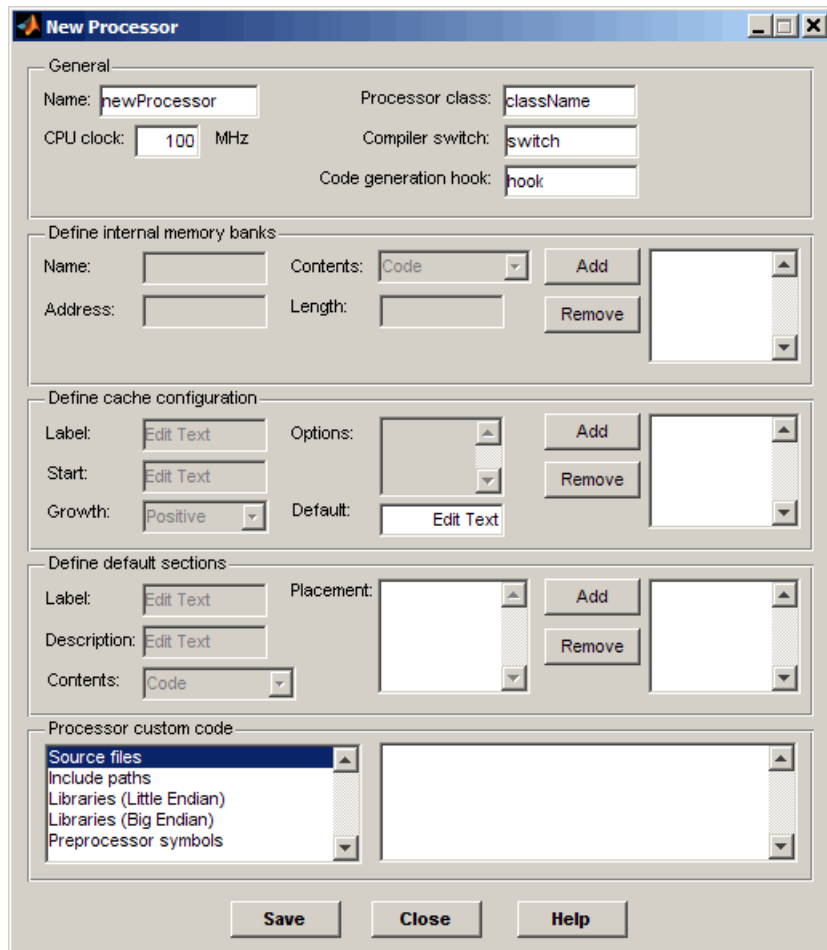 New Processor
General
Name: newProcessor Processor class: className
CPU clock: 100 MHz Compiler switch: switch
Code generation hook: hook
Define internal memory banks
Name: Contents: Code Add
Address: Length: Remove
Define cache configuration
Label: Edit Text Options: Add
Start: Edit Text Remove
Growth: Positive Default: Edit Text
Define default sections
Label: Edit Text Placement: Add
Description: Edit Text Remove
Contents: Code
Processor custom code
Source files
Include paths
Libraries (Little Endian)
Libraries (Big Endian)
Preprocessor symbols
Save Close Help